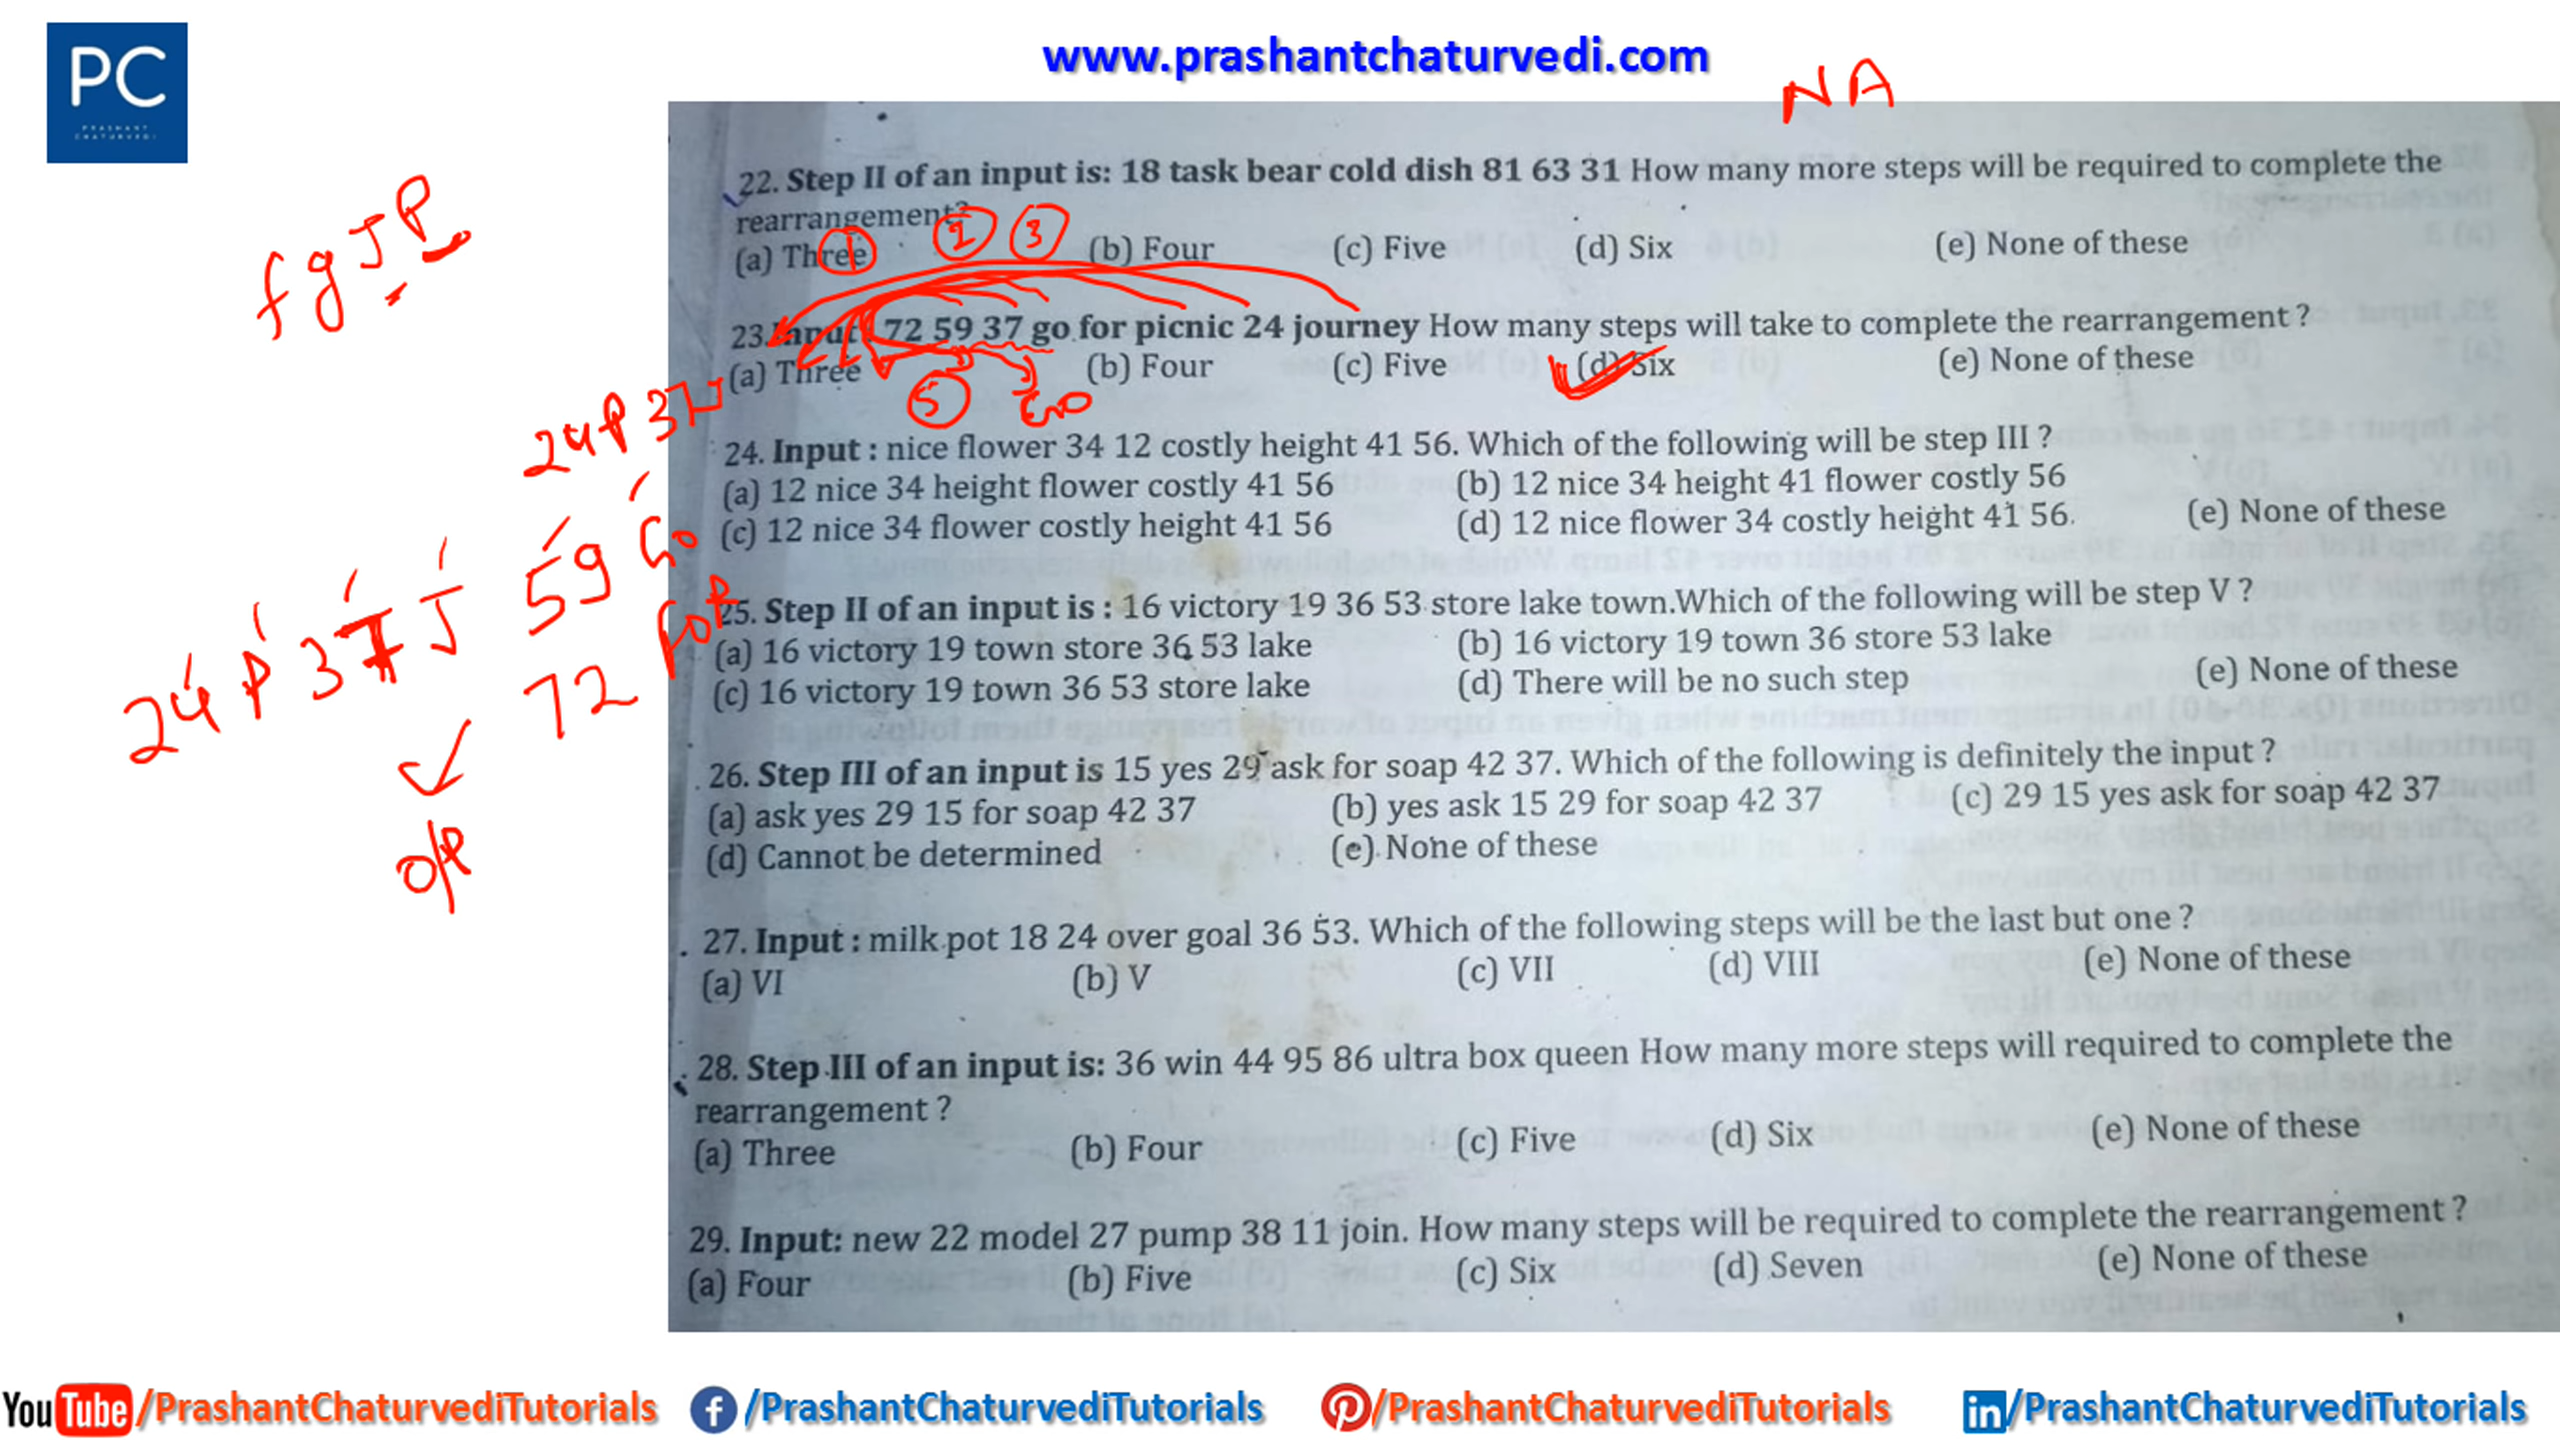 PC
PRASHANT
CHATURVEDI
www.prashantchaturvedi.com
NA
22. Step II of an input is: 18 task bear cold dish 81 63 31 How many more steps will be required to complete the
rearrangement?
(a) Three (b) Four (c) Five (d) Six (e) None of these
1 2 3
f g J P
23. Input : 72 59 37 go for picnic 24 journey How many steps will take to complete the rearrangement ?
(a) Three (b) Four (c) Five (d) Six (e) None of these
5 GO
24 P 37 J
24. Input : nice flower 34 12 costly height 41 56. Which of the following will be step III ?
(a) 12 nice 34 height flower costly 41 56 (b) 12 nice 34 height 41 flower costly 56
(c) 12 nice 34 flower costly height 41 56 (d) 12 nice flower 34 costly height 41 56. (e) None of these
24 P 37 J 59 Go
72 FOR
O/P
25. Step II of an input is : 16 victory 19 36 53 store lake town.Which of the following will be step V ?
(a) 16 victory 19 town store 36 53 lake (b) 16 victory 19 town 36 store 53 lake
(c) 16 victory 19 town 36 53 store lake (d) There will be no such step (e) None of these
26. Step III of an input is 15 yes 29 ask for soap 42 37. Which of the following is definitely the input ?
(a) ask yes 29 15 for soap 42 37 (b) yes ask 15 29 for soap 42 37 (c) 29 15 yes ask for soap 42 37
(d) Cannot be determined (e) None of these
27. Input : milk pot 18 24 over goal 36 53. Which of the following steps will be the last but one ?
(a) VI (b) V (c) VII (d) VIII (e) None of these
28. Step III of an input is: 36 win 44 95 86 ultra box queen How many more steps will required to complete the
rearrangement ?
(a) Three (b) Four (c) Five (d) Six (e) None of these
29. Input: new 22 model 27 pump 38 11 join. How many steps will be required to complete the rearrangement ?
(a) Four (b) Five (c) Six (d) Seven (e) None of these
YouTube /PrashantChaturvediTutorials f /PrashantChaturvediTutorials /PrashantChaturvediTutorials in /PrashantChaturvediTutorials